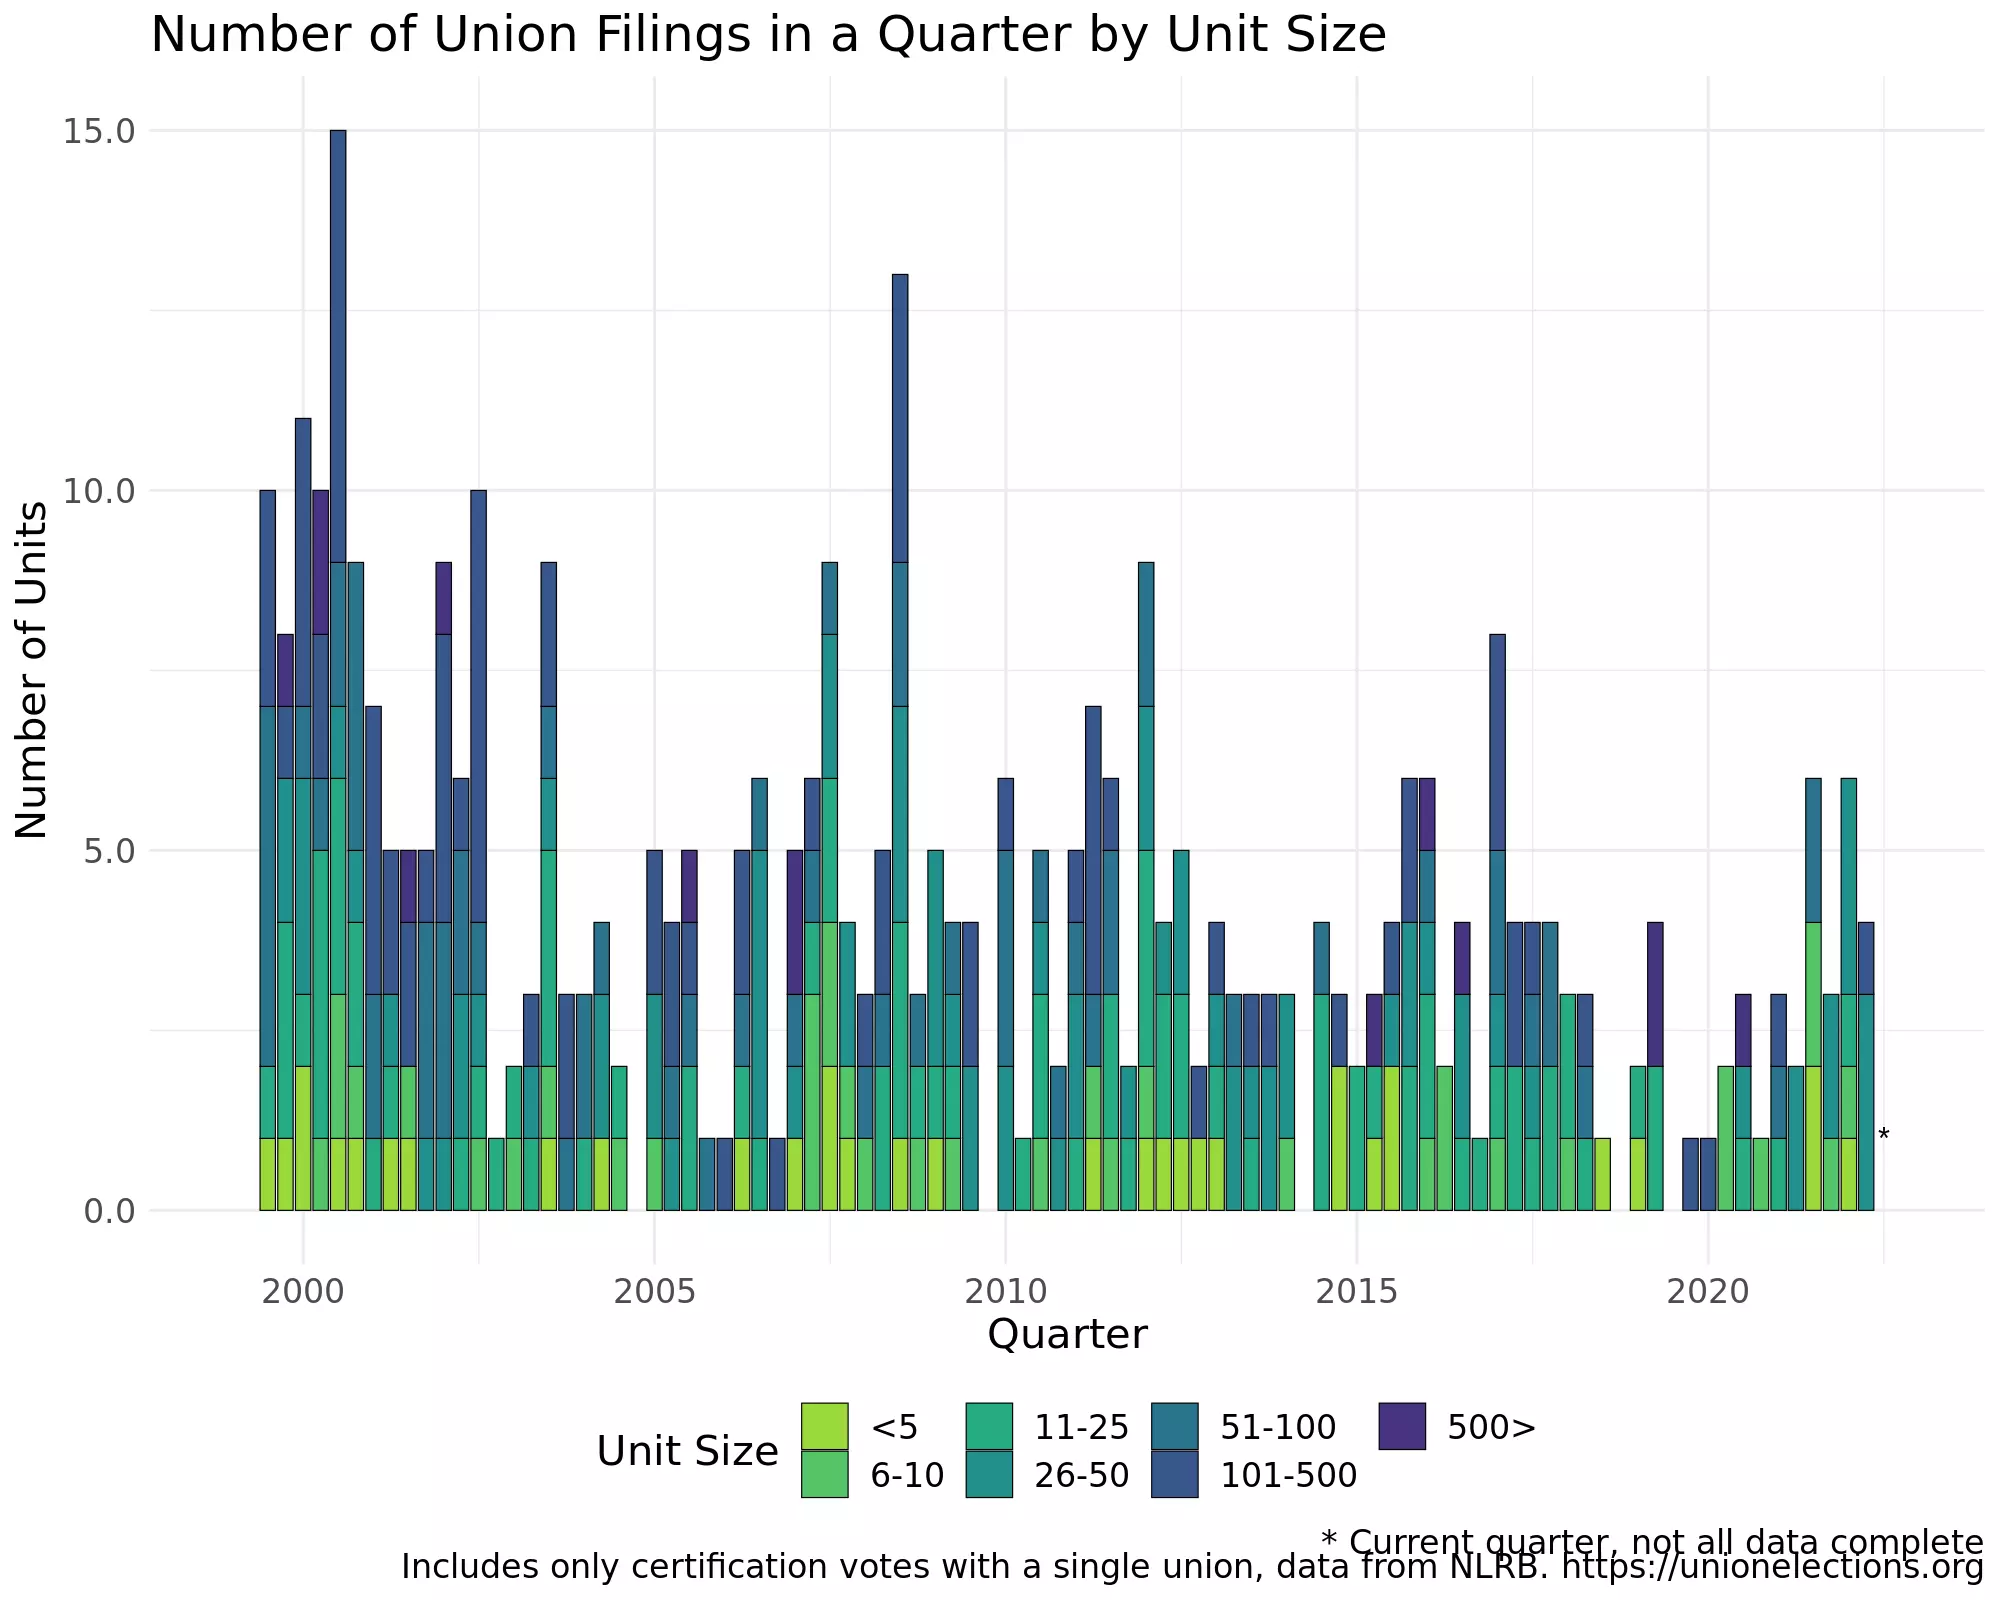 Number of Union Filings in a Quarter by Unit Size
Number of Units
15.0
10.0
5.0
0.0
*
2000 2005 2010 2015 2020
Quarter
Unit Size
<5 11-25 51-100 500>
6-10 26-50 101-500
* Current quarter, not all data complete
Includes only certification votes with a single union, data from NLRB. https://unionelections.org